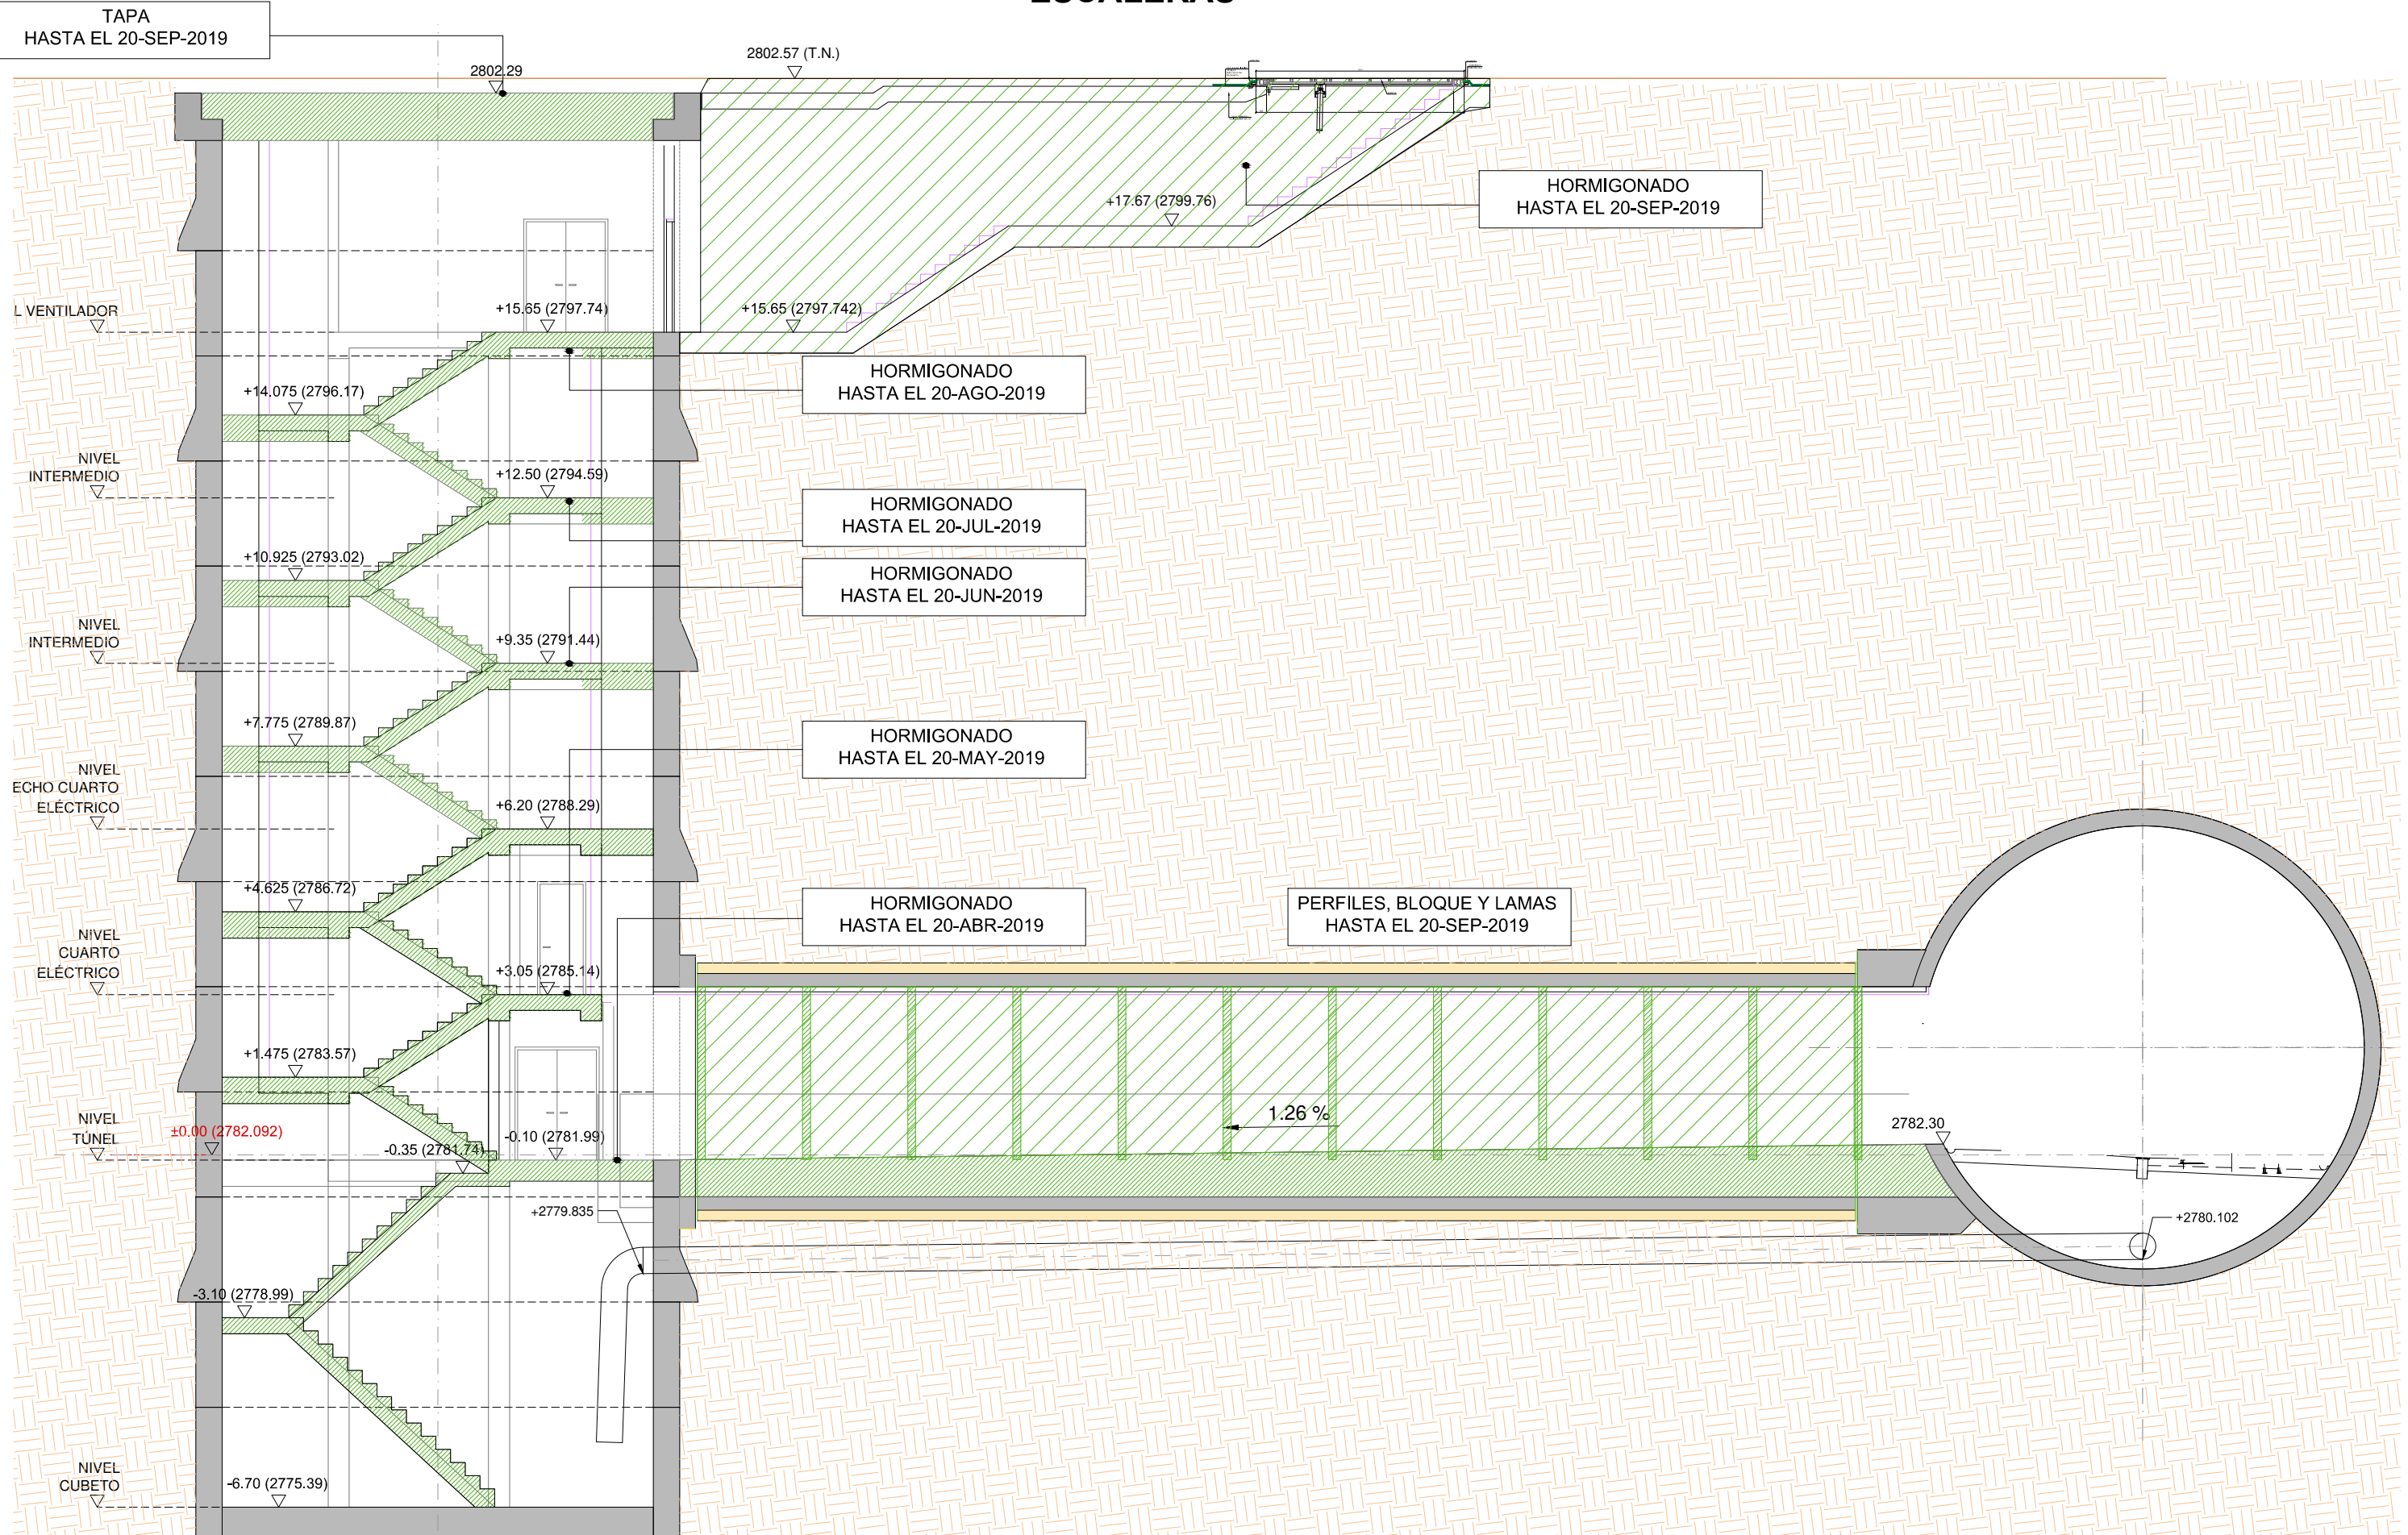 ESCALERAS
TAPA
HASTA EL 20-SEP-2019
2802.57 (T.N.)
2802.29
HORMIGONADO
HASTA EL 20-SEP-2019
+17.67 (2799.76)
L VENTILADOR
+15.65 (2797.74)
+15.65 (2797.742)
HORMIGONADO
HASTA EL 20-AGO-2019
+14.075 (2796.17)
NIVEL
INTERMEDIO
+12.50 (2794.59)
HORMIGONADO
HASTA EL 20-JUL-2019
+10.925 (2793.02)
HORMIGONADO
HASTA EL 20-JUN-2019
NIVEL
INTERMEDIO
+9.35 (2791.44)
+7.775 (2789.87)
HORMIGONADO
HASTA EL 20-MAY-2019
NIVEL
ECHO CUARTO
ELÉCTRICO
+6.20 (2788.29)
+4.625 (2786.72)
HORMIGONADO
HASTA EL 20-ABR-2019
PERFILES, BLOQUE Y LAMAS
HASTA EL 20-SEP-2019
NIVEL
CUARTO
ELÉCTRICO
+3.05 (2785.14)
+1.475 (2783.57)
NIVEL
TÚNEL
±0.00 (2782.092)
-0.35 (2781.74)
-0.10 (2781.99)
1.26 %
2782.30
+2779.835
+2780.102
-3.10 (2778.99)
NIVEL
CUBETO
-6.70 (2775.39)